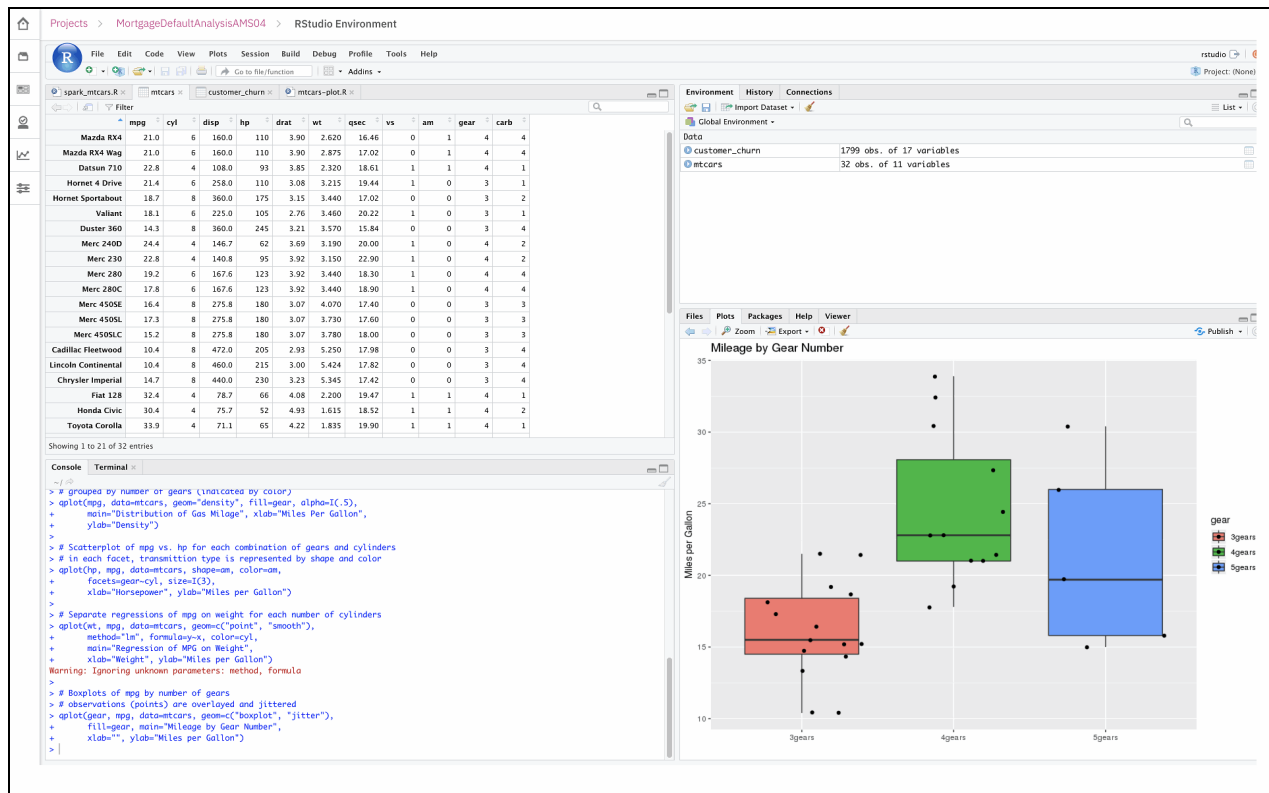 Projects > MortgageDefaultAnalysisAMS04 > RStudio Environment
R File Edit Code View Plots Session Build Debug Profile Tools Help rstudio
Go to file/function Addins Project: (None)
spark_mtcars.R × mtcars × customer_churn × mtcars-plot.R ×
Filter
mpg cyl disp hp drat wt qsec vs am gear carb
Mazda RX4 21.0 6 160.0 110 3.90 2.620 16.46 0 1 4 4
Mazda RX4 Wag 21.0 6 160.0 110 3.90 2.875 17.02 0 1 4 4
Datsun 710 22.8 4 108.0 93 3.85 2.320 18.61 1 1 4 1
Hornet 4 Drive 21.4 6 258.0 110 3.08 3.215 19.44 1 0 3 1
Hornet Sportabout 18.7 8 360.0 175 3.15 3.440 17.02 0 0 3 2
Valiant 18.1 6 225.0 105 2.76 3.460 20.22 1 0 3 1
Duster 360 14.3 8 360.0 245 3.21 3.570 15.84 0 0 3 4
Merc 240D 24.4 4 146.7 62 3.69 3.190 20.00 1 0 4 2
Merc 230 22.8 4 140.8 95 3.92 3.150 22.90 1 0 4 2
Merc 280 19.2 6 167.6 123 3.92 3.440 18.30 1 0 4 4
Merc 280C 17.8 6 167.6 123 3.92 3.440 18.90 1 0 4 4
Merc 450SE 16.4 8 275.8 180 3.07 4.070 17.40 0 0 3 3
Merc 450SL 17.3 8 275.8 180 3.07 3.730 17.60 0 0 3 3
Merc 450SLC 15.2 8 275.8 180 3.07 3.780 18.00 0 0 3 3
Cadillac Fleetwood 10.4 8 472.0 205 2.93 5.250 17.98 0 0 3 4
Lincoln Continental 10.4 8 460.0 215 3.00 5.424 17.82 0 0 3 4
Chrysler Imperial 14.7 8 440.0 230 3.23 5.345 17.42 0 0 3 4
Fiat 128 32.4 4 78.7 66 4.08 2.200 19.47 1 1 4 1
Honda Civic 30.4 4 75.7 52 4.93 1.615 18.52 1 1 4 2
Toyota Corolla 33.9 4 71.1 65 4.22 1.835 19.90 1 1 4 1
Showing 1 to 21 of 32 entries
Console Terminal ×
~/
> # grouped by number of gears (indicated by color)
> qplot(mpg, data=mtcars, geom="density", fill=gear, alpha=I(.5),
+ main="Distribution of Gas Milage", xlab="Miles Per Gallon",
+ ylab="Density")
>
> # Scatterplot of mpg vs. hp for each combination of gears and cylinders
> # in each facet, transmittion type is represented by shape and color
> qplot(hp, mpg, data=mtcars, shape=am, color=am,
+ facets=gear~cyl, size=I(3),
+ xlab="Horsepower", ylab="Miles per Gallon")
>
> # Separate regressions of mpg on weight for each number of cylinders
> qplot(wt, mpg, data=mtcars, geom=c("point", "smooth"),
+ method="lm", formula=y~x, color=cyl,
+ main="Regression of MPG on Weight",
+ xlab="Weight", ylab="Miles per Gallon")
Warning: Ignoring unknown parameters: method, formula
>
> # Boxplots of mpg by number of gears
> # observations (points) are overlayed and jittered
> qplot(gear, mpg, data=mtcars, geom=c("boxplot", "jitter"),
+ fill=gear, main="Mileage by Gear Number",
+ xlab="", ylab="Miles per Gallon")
>
Environment History Connections
Import Dataset List
Global Environment
Data
customer_churn 1799 obs. of 17 variables
mtcars 32 obs. of 11 variables
Files Plots Packages Help Viewer
Zoom Export Publish
Mileage by Gear Number
35
30
25
20
15
10
Miles per Gallon
3gears 4gears 5gears
gear
3gears
4gears
5gears